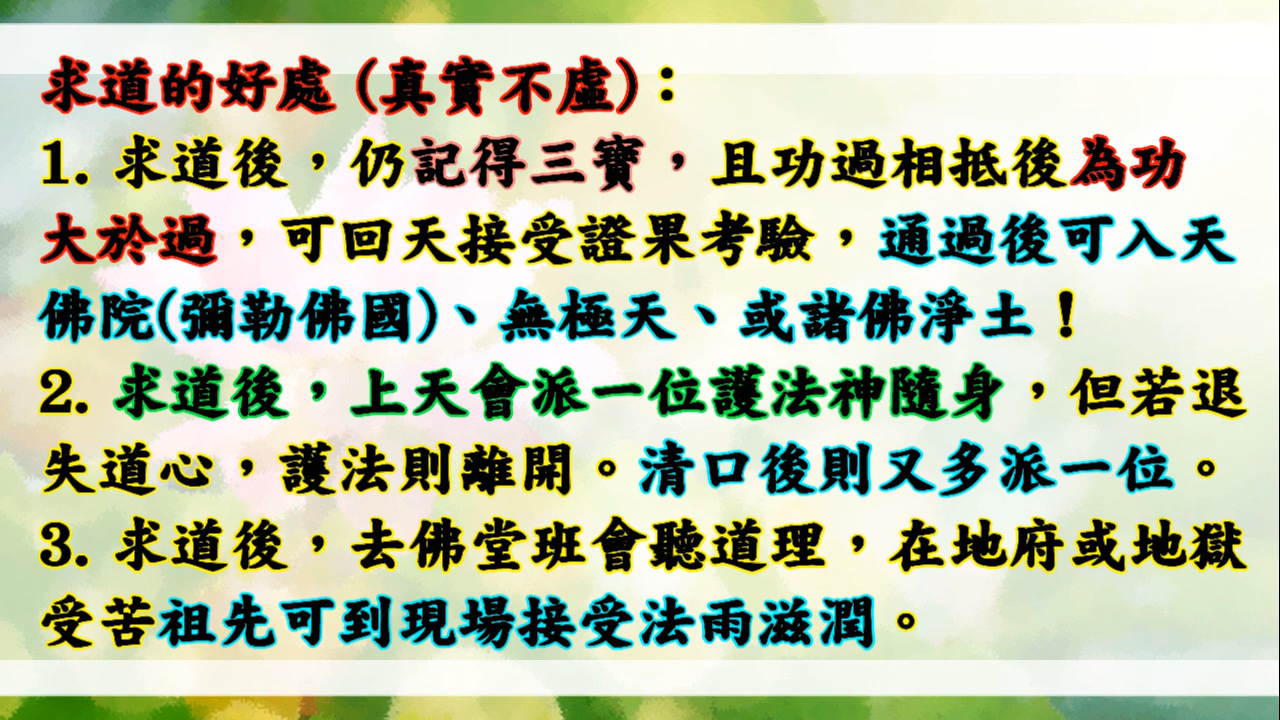 求道的好處 (真實不虛)：
1. 求道後，仍記得三寶，且功過相抵後為功
大於過，可回天接受證果考驗，通過後可入天
佛院(彌勒佛國)、無極天、或諸佛淨土！
2. 求道後，上天會派一位護法神隨身，但若退
失道心，護法則離開。清口後則又多派一位。
3. 求道後，去佛堂班會聽道理，在地府或地獄
受苦祖先可到現場接受法雨滋潤。